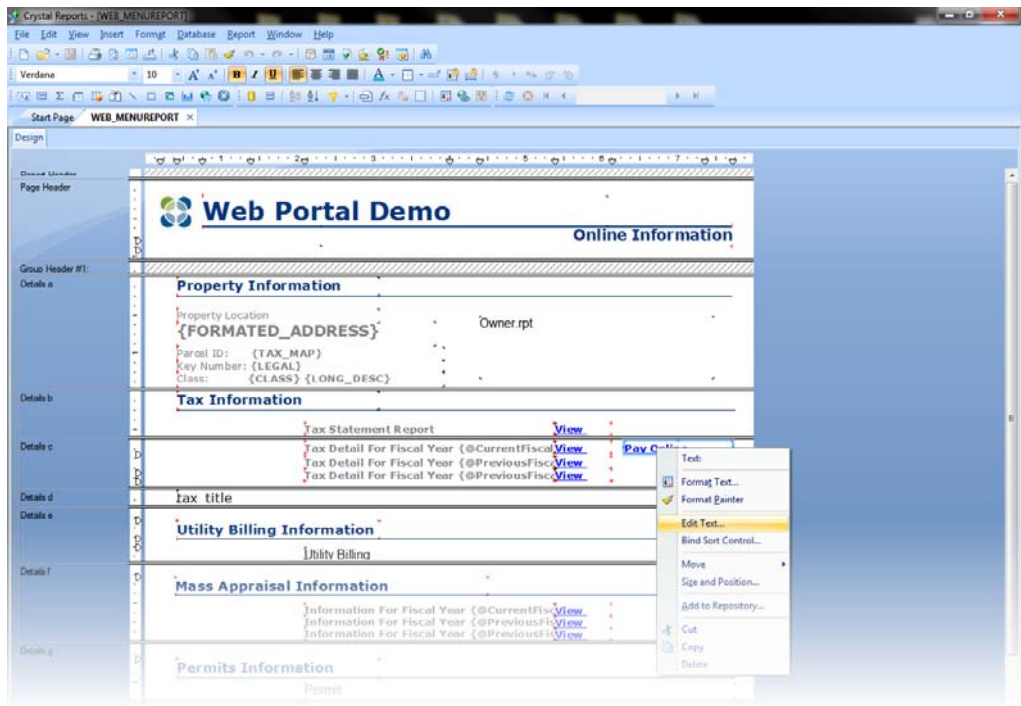 Crystal Reports - [WEB_MENUREPORT]
File Edit View Insert Format Database Report Window Help
Verdana 10
Start Page WEB_MENUREPORT ×
Design
Page Header
Web Portal Demo
Online Information
Group Header #1:
Details a
Property Information
Property Location
{FORMATED_ADDRESS}
Owner.rpt
Parcel ID: {TAX_MAP}
Key Number: {LEGAL}
Class: {CLASS} {LONG_DESC}
Details b
Tax Information
Tax Statement Report View
Details c
Tax Detail For Fiscal Year {@CurrentFiscal View Pay Online
Tax Detail For Fiscal Year {@PreviousFisc View
Tax Detail For Fiscal Year {@PreviousFisc View
Text:
Format Text...
Format Painter
Edit Text...
Bind Sort Control...
Move
Size and Position...
Add to Repository...
Cut
Copy
Delete
Details d
tax title
Details e
Utility Billing Information
Utility Billing
Details f
Mass Appraisal Information
Information For Fiscal Year {@CurrentFisc View
Information For Fiscal Year {@PreviousFis View
Information For Fiscal Year {@PreviousFi View
Details g
Permits Information
Permit